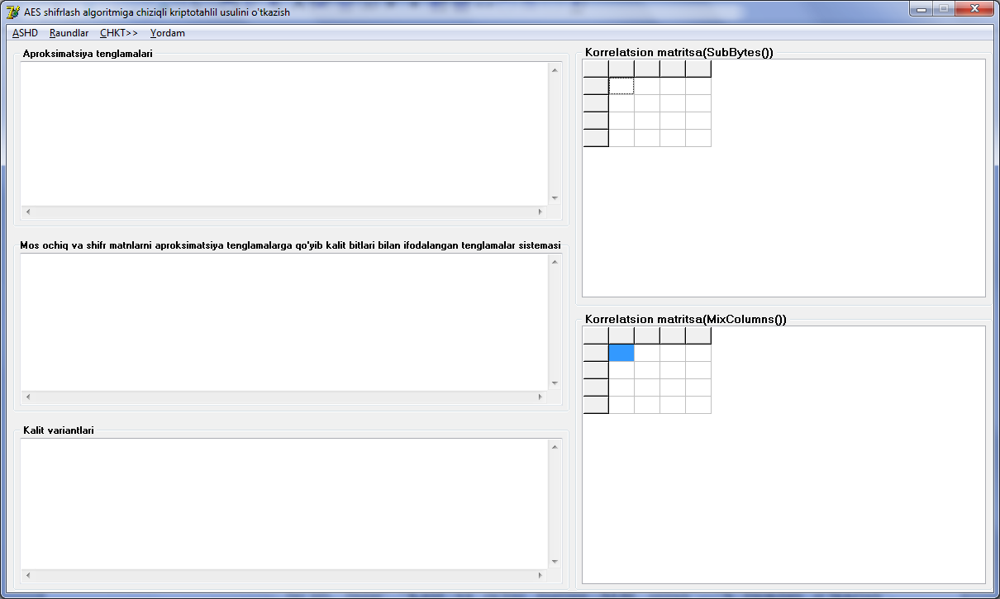 AES shifrlash algoritmiga chiziqli kriptotahlil usulini o'tkazish
ASHD Raundlar CHKT>> Yordam
Aproksimatsiya tenglamalari
Korrelatsion matritsa(SubBytes())
Mos ochiq va shifr matnlarni aproksimatsiya tenglamalarga qo'yib kalit bitlari bilan ifodalangan tenglamalar sistemasi
Korrelatsion matritsa(MixColumns())
Kalit variantlari